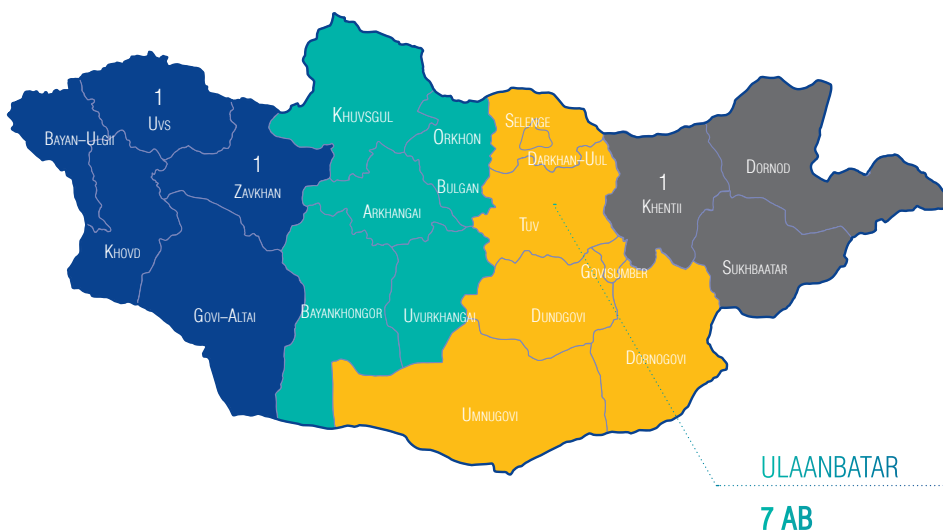 1
Uvs
Bayan–Ulgii
1
Zavkhan
Khovd
Govi–Altai
Khuvsgul
Orkhon
Bulgan
Arkhangai
Bayankhongor
Uvurkhangai
Selenge
Darkhan–Uul
Tuv
Govisumber
Dundgovi
Dornogovi
Umnugovi
1
Khentii
Dornod
Sukhbaatar
ULAANBATAR
7 AB